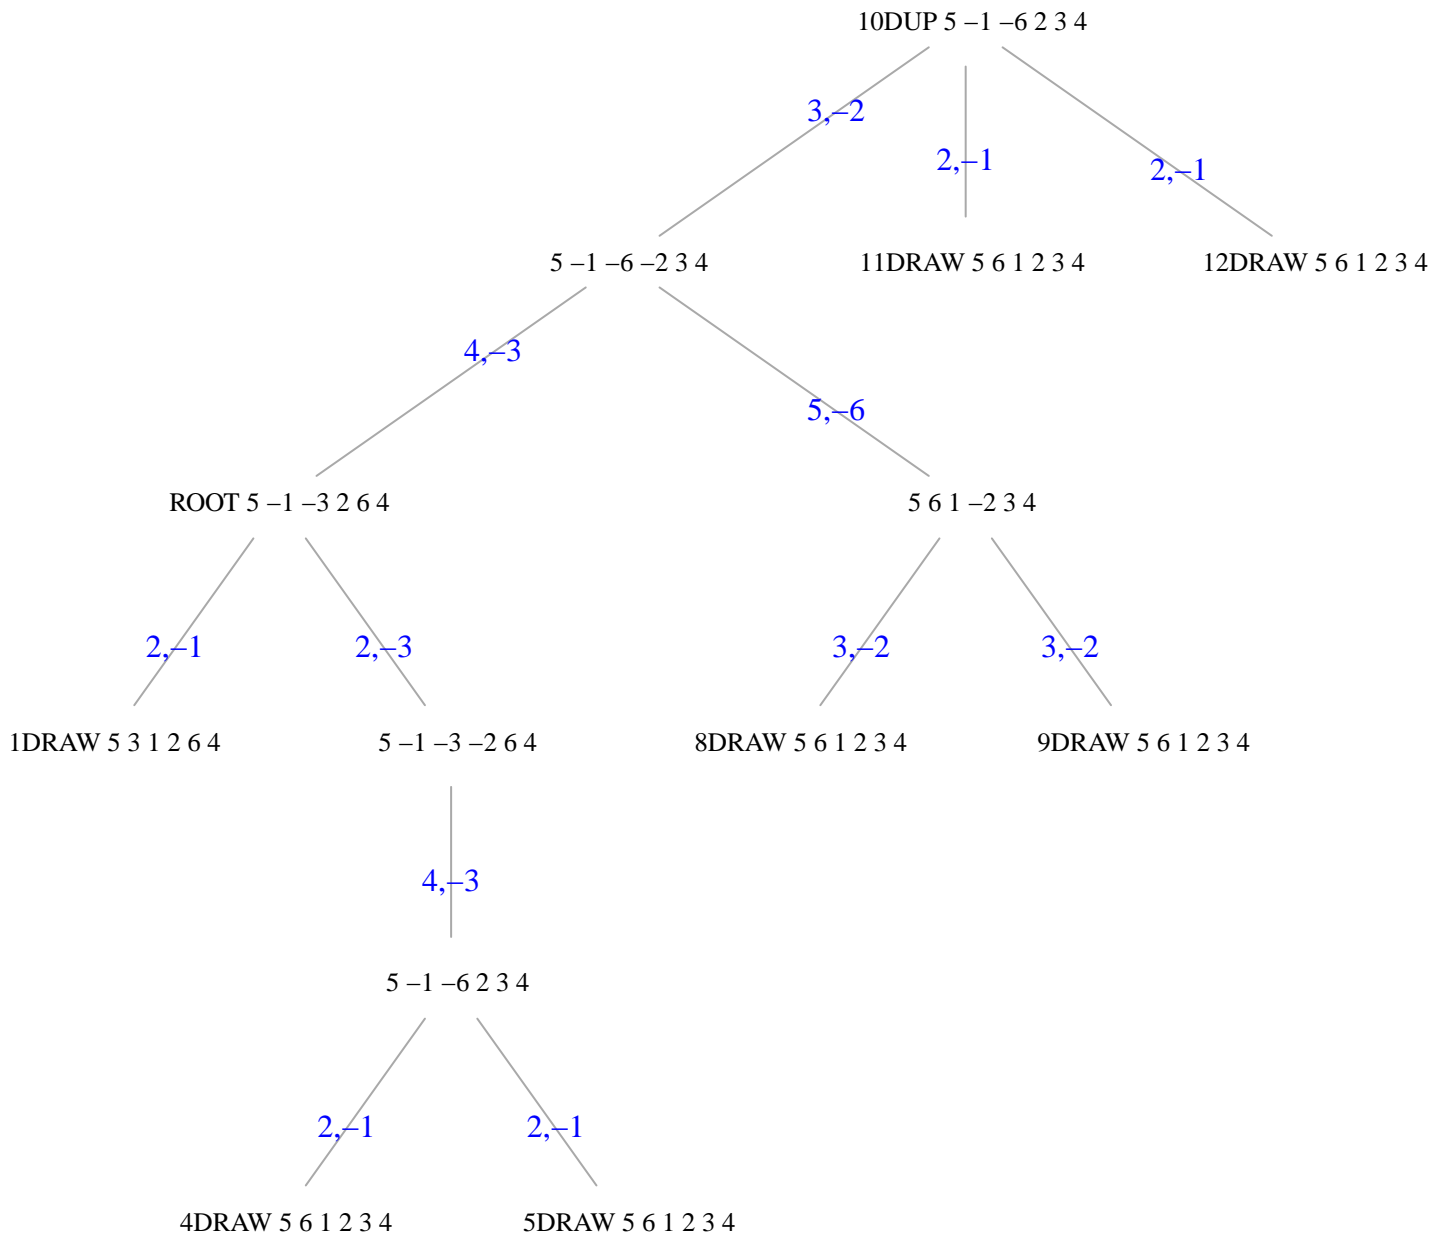 10DUP 5 –1 –6 2 3 4
3,–2
2,–1
2,–1
5 –1 –6 –2 3 4
11DRAW 5 6 1 2 3 4
12DRAW 5 6 1 2 3 4
4,–3
5,–6
ROOT 5 –1 –3 2 6 4
5 6 1 –2 3 4
2,–1
2,–3
3,–2
3,–2
1DRAW 5 3 1 2 6 4
5 –1 –3 –2 6 4
8DRAW 5 6 1 2 3 4
9DRAW 5 6 1 2 3 4
4,–3
5 –1 –6 2 3 4
2,–1
2,–1
4DRAW 5 6 1 2 3 4
5DRAW 5 6 1 2 3 4